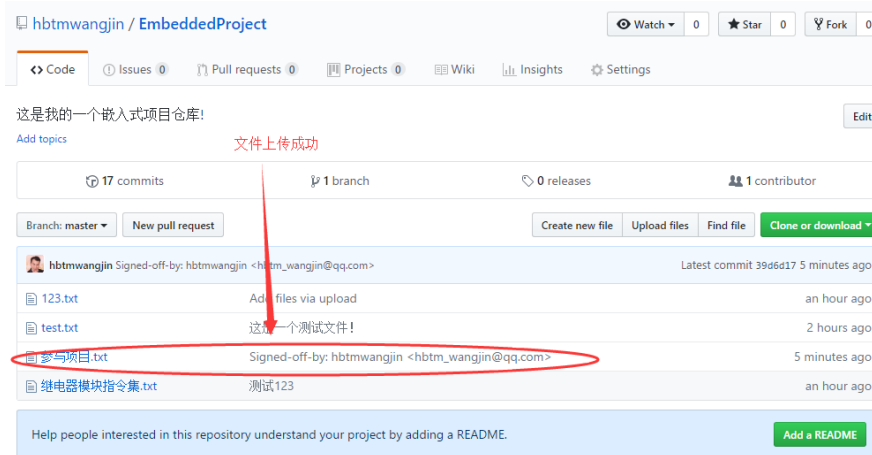 hbtmwangjin / EmbeddedProject
Watch 0 Star 0 Fork 0
Code Issues 0 Pull requests 0 Projects 0 Wiki Insights Settings
这是我的一个嵌入式项目仓库!
Edit
Add topics
文件上传成功
17 commits 1 branch 0 releases 1 contributor
Branch: master New pull request Create new file Upload files Find file Clone or download
hbtmwangjin Signed-off-by: hbtmwangjin <hbtm_wangjin@qq.com> Latest commit 39d6d17 5 minutes ago
123.txt Add files via upload an hour ago
test.txt 这是一个测试文件! 2 hours ago
参与项目.txt Signed-off-by: hbtmwangjin <hbtm_wangjin@qq.com> 5 minutes ago
继电器模块指令集.txt 测试123 an hour ago
Help people interested in this repository understand your project by adding a README. Add a README